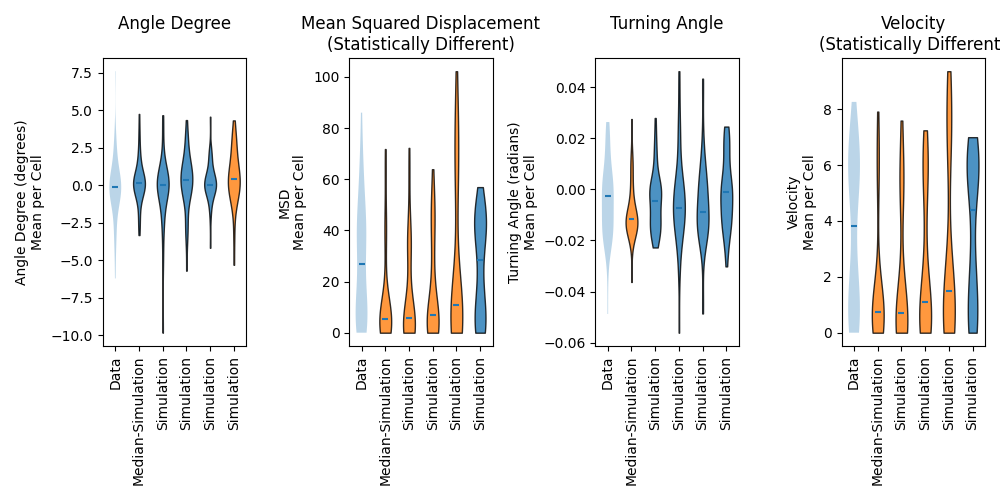 Angle Degree
Angle Degree (degrees)
Mean per Cell
7.5
5.0
2.5
0.0
−2.5
−5.0
−7.5
−10.0
Data
Median-Simulation
Simulation
Simulation
Simulation
Simulation
Mean Squared Displacement
(Statistically Different)
MSD
Mean per Cell
100
80
60
40
20
0
Data
Median-Simulation
Simulation
Simulation
Simulation
Simulation
Turning Angle
Turning Angle (radians)
Mean per Cell
0.04
0.02
0.00
−0.02
−0.04
−0.06
Data
Median-Simulation
Simulation
Simulation
Simulation
Simulation
Velocity
(Statistically Different
Velocity
Mean per Cell
8
6
4
2
0
Data
Median-Simulation
Simulation
Simulation
Simulation
Simulation